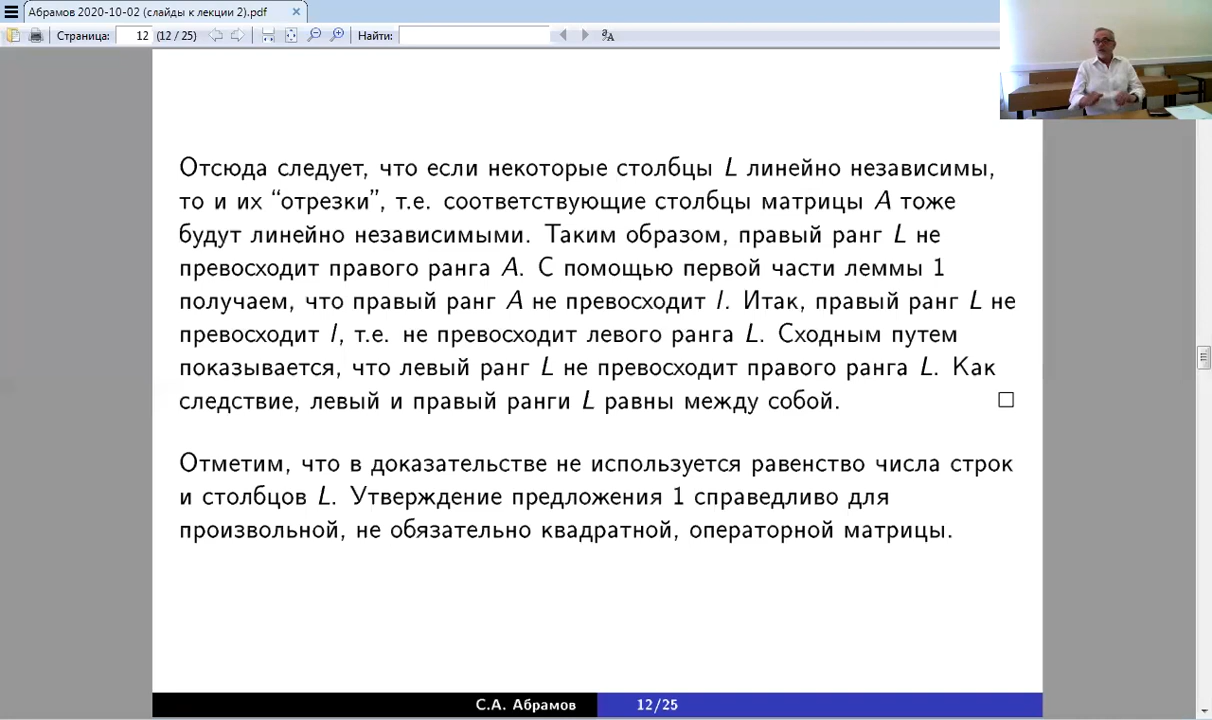 Абрамов 2020-10-02 (слайды к лекции 2).pdf
Страница: 12 (12 / 25) Найти:
Отсюда следует, что если некоторые столбцы L линейно независимы,
то и их “отрезки”, т.е. соответствующие столбцы матрицы A тоже
будут линейно независимыми. Таким образом, правый ранг L не
превосходит правого ранга A. С помощью первой части леммы 1
получаем, что правый ранг A не превосходит l. Итак, правый ранг L не
превосходит l, т.е. не превосходит левого ранга L. Сходным путем
показывается, что левый ранг L не превосходит правого ранга L. Как
следствие, левый и правый ранги L равны между собой. □
Отметим, что в доказательстве не используется равенство числа строк
и столбцов L. Утверждение предложения 1 справедливо для
произвольной, не обязательно квадратной, операторной матрицы.
С.А. Абрамов 12/25